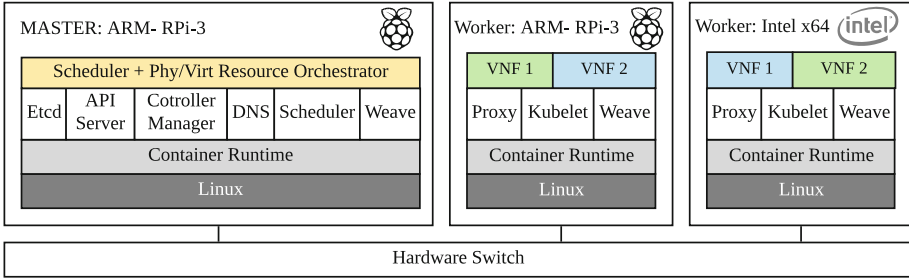 MASTER: ARM- RPi-3
Scheduler + Phy/Virt Resource Orchestrator
Etcd
API
Server
Cotroller
Manager
DNS
Scheduler
Weave
Container Runtime
Linux
Worker: ARM- RPi-3
VNF 1
VNF 2
Proxy
Kubelet
Weave
Container Runtime
Linux
Worker: Intel x64
intel
VNF 1
VNF 2
Proxy
Kubelet
Weave
Container Runtime
Linux
Hardware Switch